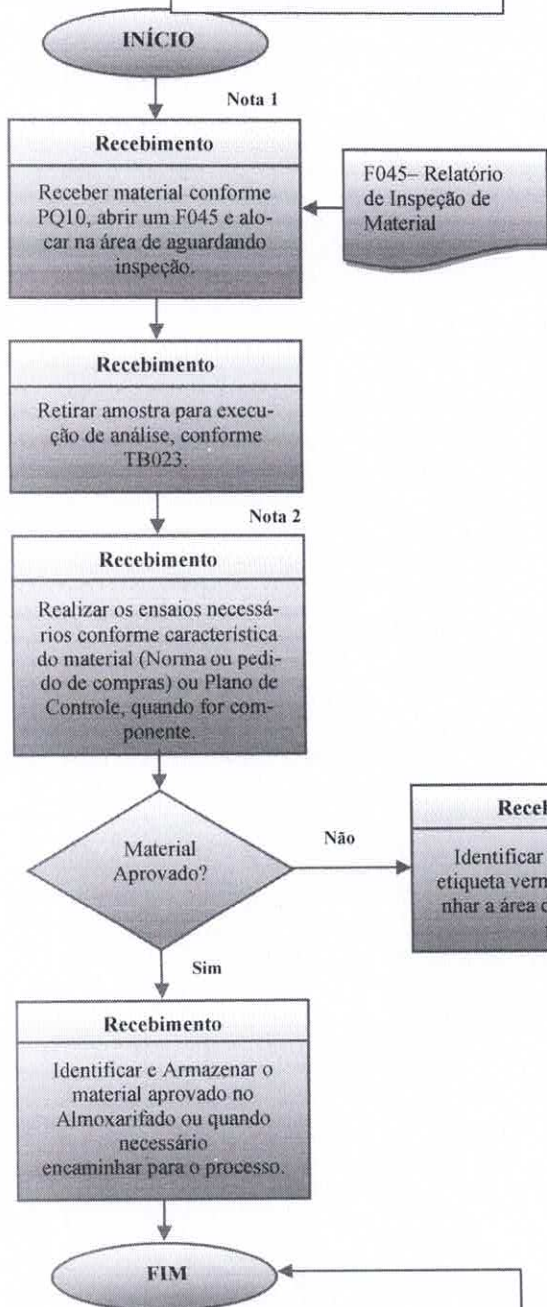 INÍCIO
Nota 1
Recebimento
Receber material conforme
PQ10, abrir um F045 e alo-
car na área de aguardando
inspeção.
F045– Relatório
de Inspeção de
Material
Recebimento
Retirar amostra para execu-
ção de análise, conforme
TB023.
Nota 2
Recebimento
Realizar os ensaios necessá-
rios conforme característica
do material (Norma ou pedi-
do de compras) ou Plano de
Controle, quando for com-
ponente.
Material
Aprovado?
Não
Identificar
etiqueta
nhar a área
Sim
Recebimento
Identificar e Armazenar o
material aprovado no
Almoxarifado ou quando
necessário
encaminhar para o processo.
FIM